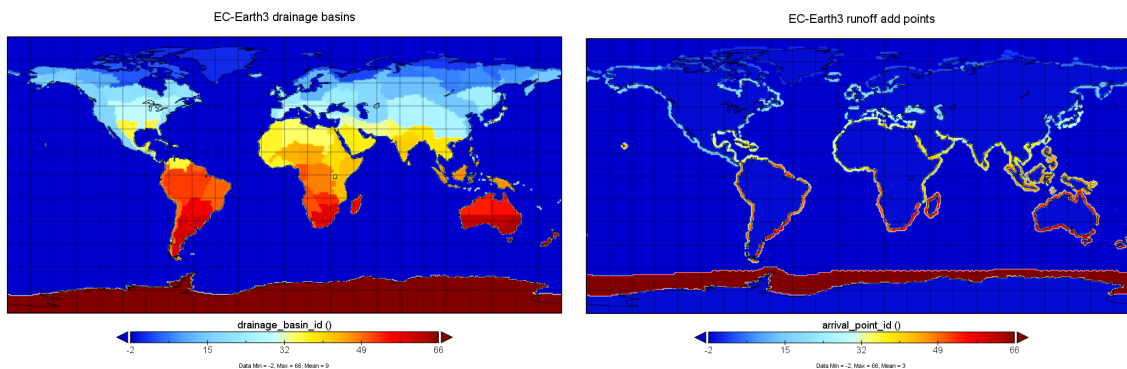 EC-Earth3 drainage basins
drainage_basin_id ()
-2 15 32 49 66
Data Min = -2, Max = 66, Mean = 9
EC-Earth3 runoff add points
arrival_point_id ()
-2 15 32 49 66
Data Min = -2, Max = 66, Mean = 3